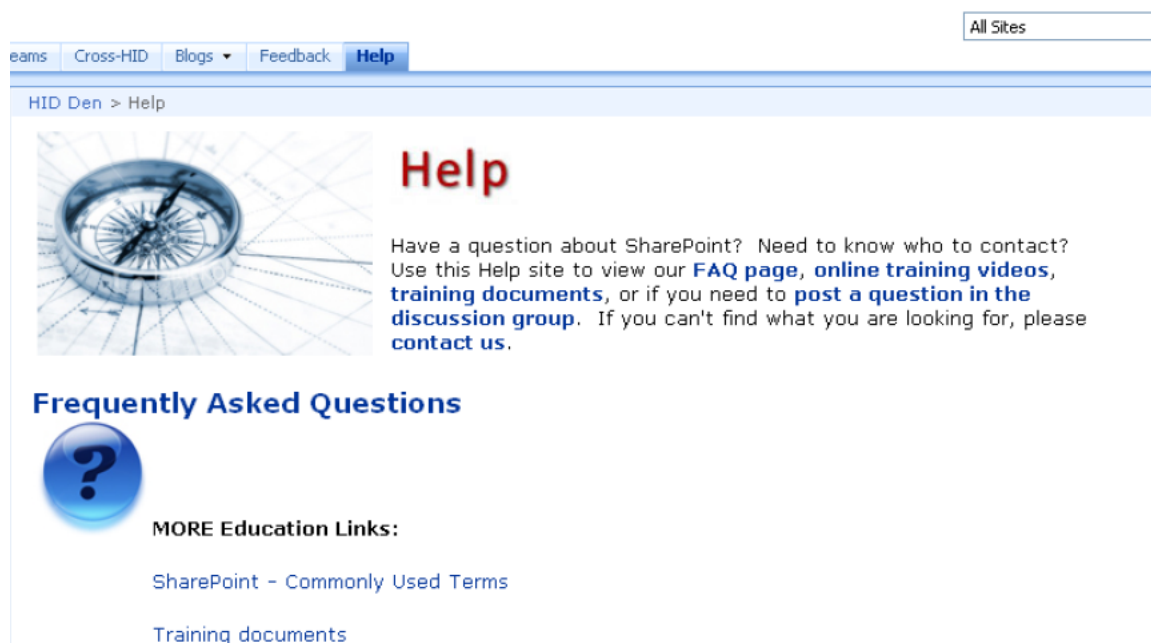 All Sites
eams Cross-HID Blogs Feedback Help
HID Den > Help
Help
Have a question about SharePoint? Need to know who to contact?
Use this Help site to view our FAQ page, online training videos,
training documents, or if you need to post a question in the
discussion group. If you can't find what you are looking for, please
contact us.
Frequently Asked Questions
?
MORE Education Links:
SharePoint – Commonly Used Terms
Training documents